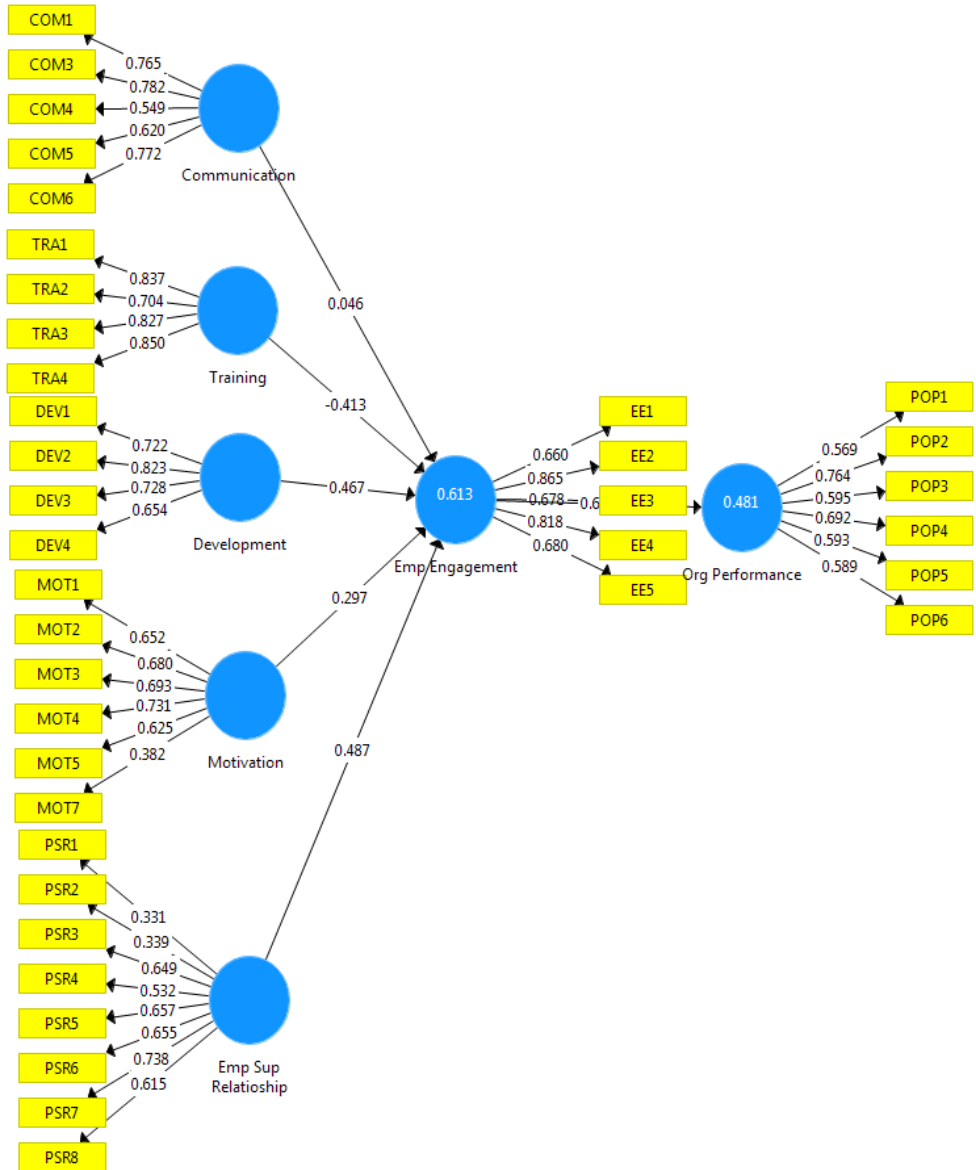 COM1
COM3
COM4
COM5
COM6
0.765
0.782
0.549
0.620
0.772
Communication
TRA1
TRA2
TRA3
TRA4
0.837
0.704
0.827
0.850
Training
DEV1
DEV2
DEV3
DEV4
0.722
0.823
0.728
0.654
Development
MOT1
MOT2
MOT3
MOT4
MOT5
MOT7
0.652
0.680
0.693
0.731
0.625
0.382
Motivation
PSR1
PSR2
PSR3
PSR4
PSR5
PSR6
PSR7
PSR8
0.331
0.339
0.649
0.532
0.657
0.655
0.738
0.615
Emp Sup
Relatioship
0.046
-0.413
0.467
0.297
0.487
0.613
Emp Engagement
0.660
0.865
0.678
0.818
0.680
EE1
EE2
EE3
EE4
EE5
0.481
Org Performance
0.569
0.764
0.595
0.692
0.593
0.589
POP1
POP2
POP3
POP4
POP5
POP6